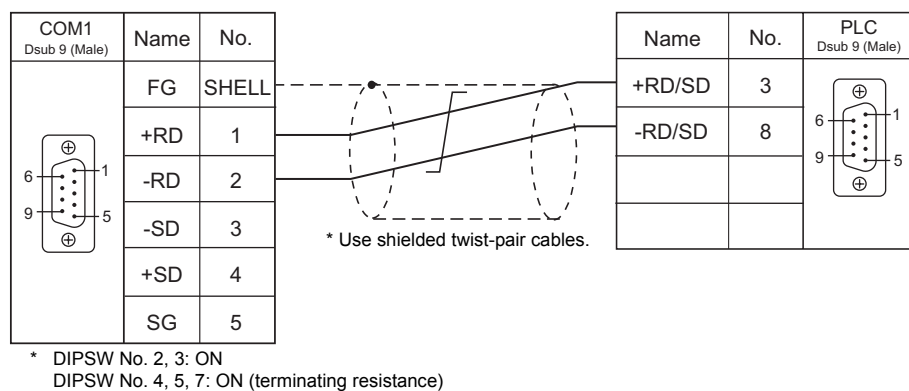 COM1
Dsub 9 (Male)
Name
No.
FG
SHELL
+RD
1
-RD
2
-SD
3
+SD
4
SG
5
6
1
9
5
* Use shielded twist-pair cables.
Name
No.
PLC
Dsub 9 (Male)
+RD/SD
3
-RD/SD
8
6
1
9
5
* DIPSW No. 2, 3: ON
DIPSW No. 4, 5, 7: ON (terminating resistance)